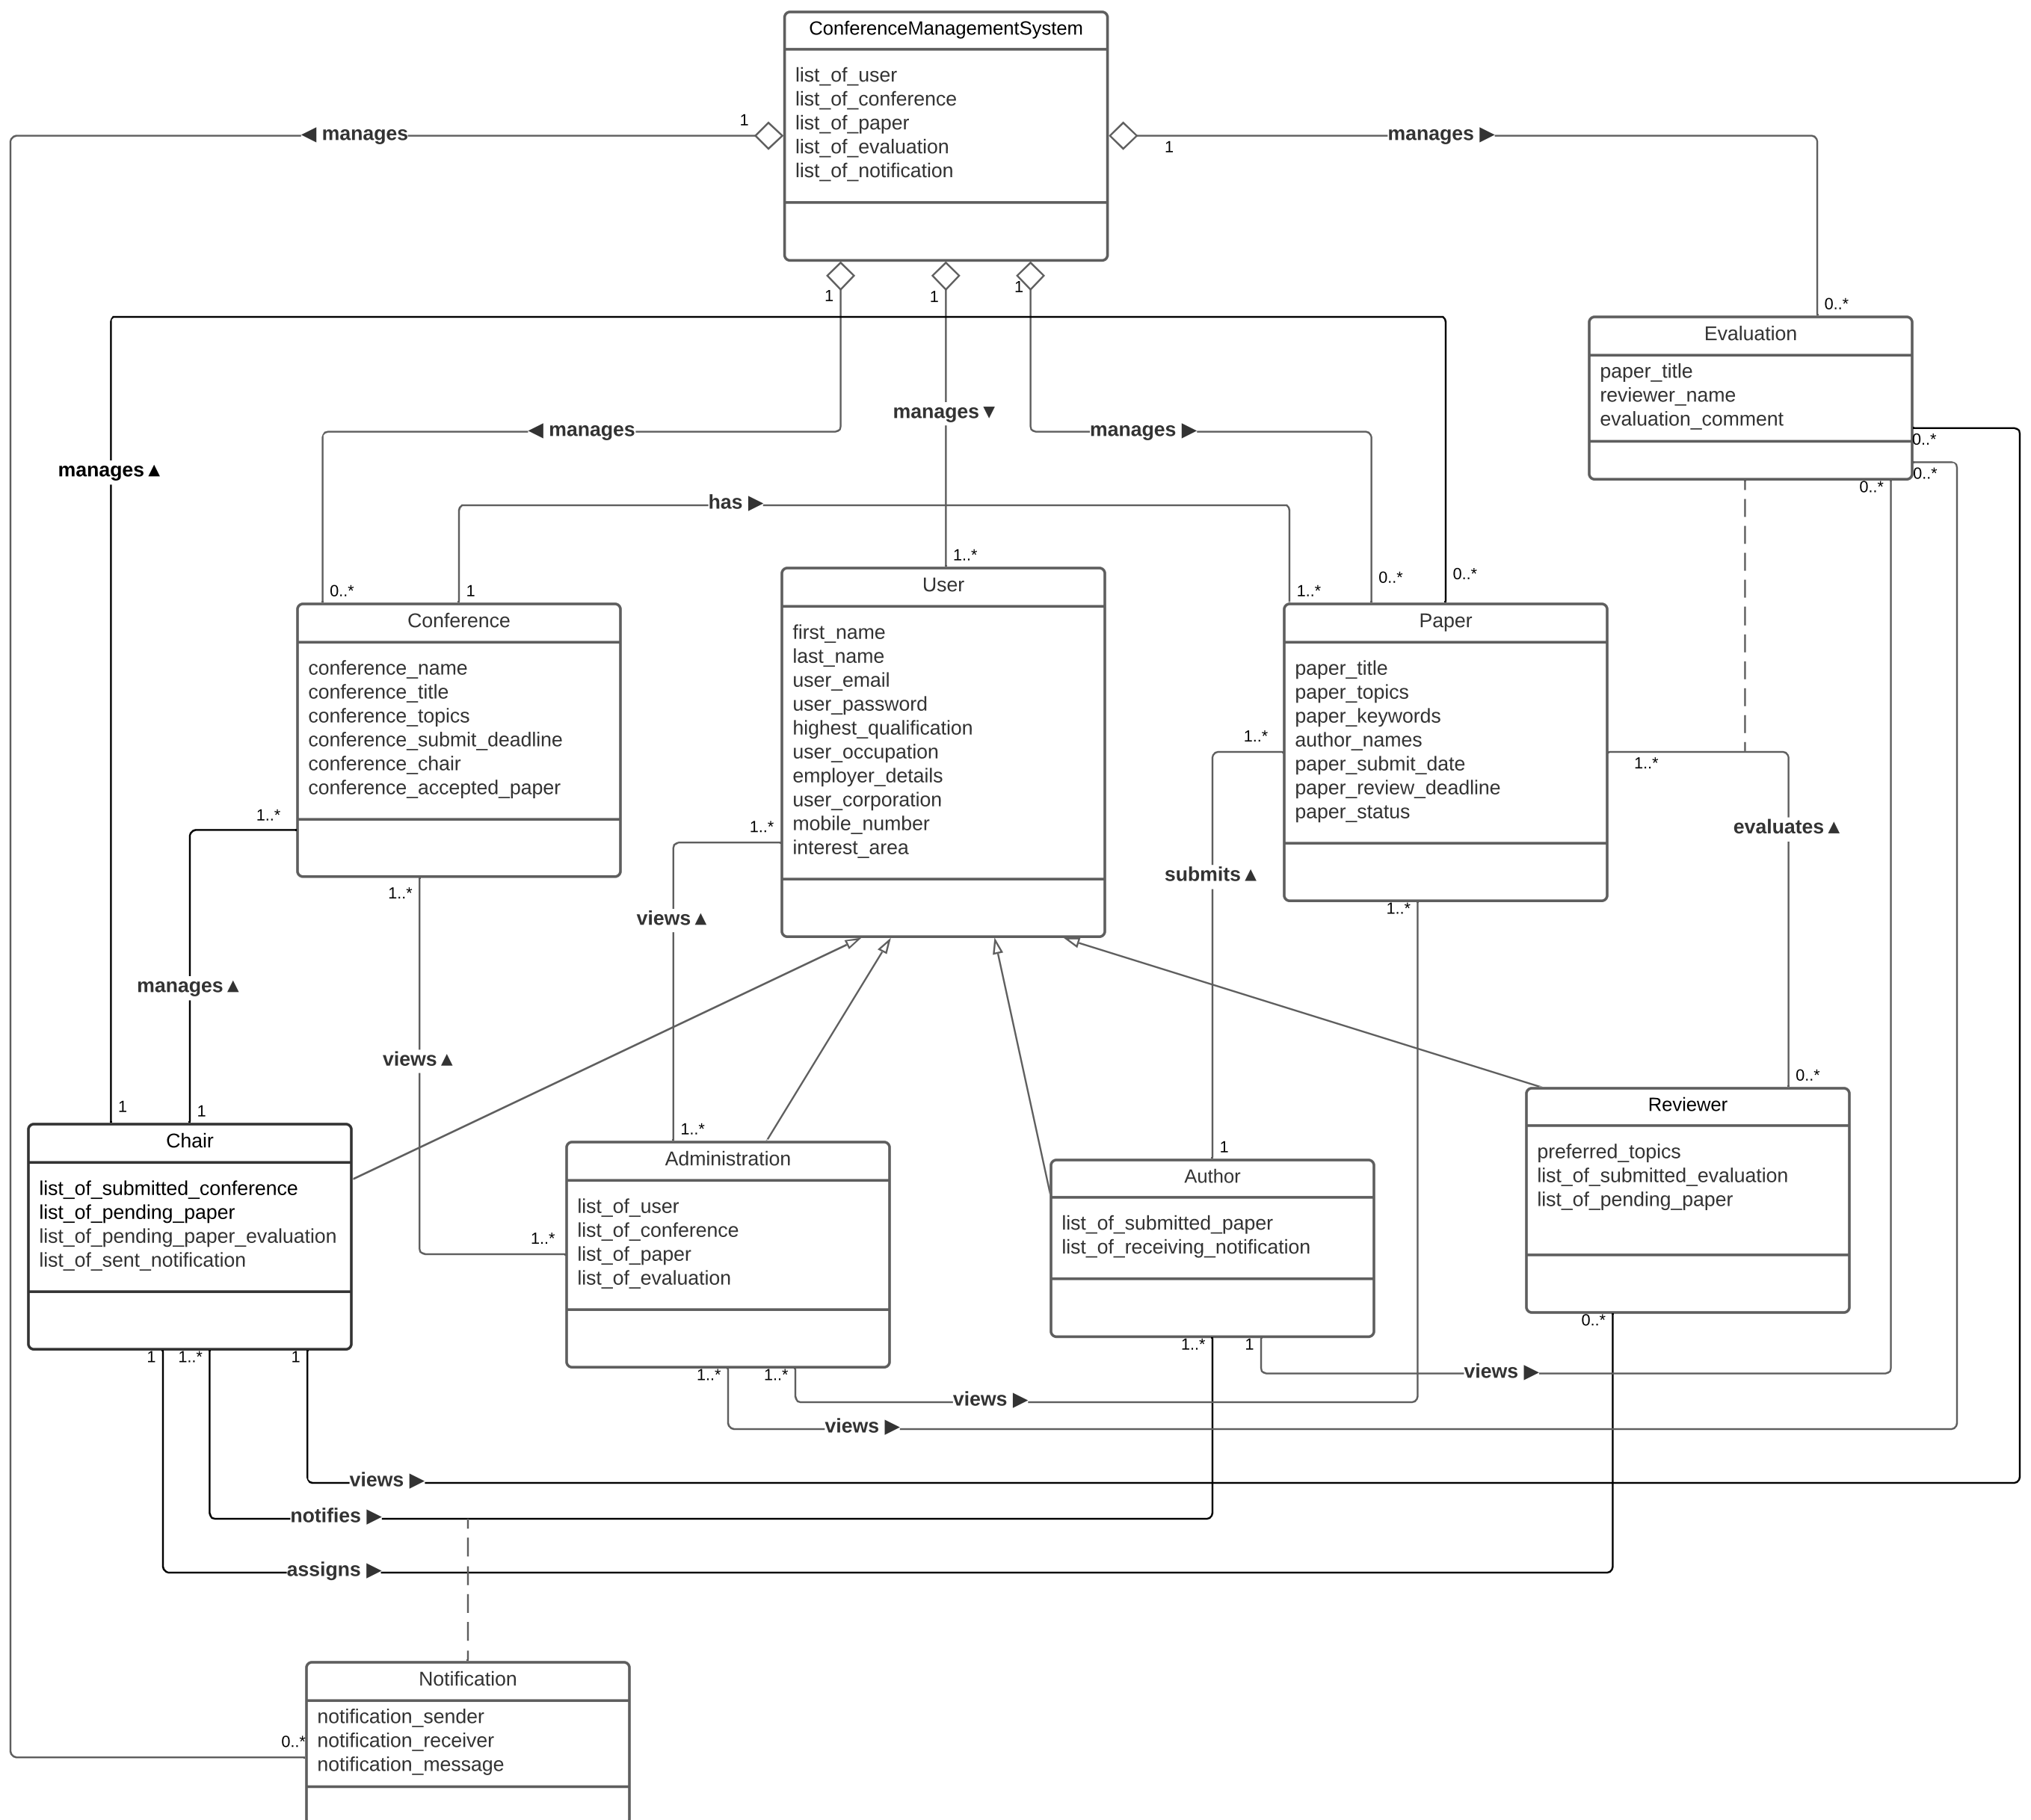 ConferenceManagementSystem
list_of_user
list_of_conference
list_of_paper
list_of_evaluation
list_of_notification
1
◀ manages
manages ▶
1
1
1
1
0..*
Evaluation
paper_title
reviewer_name
evaluation_comment
0..*
0..*
0..*
manages ▼
◀ manages
manages ▶
manages ▲
has ▶
1..*
0..*
1
1..*
0..*
0..*
Conference
conference_name
conference_title
conference_topics
conference_submit_deadline
conference_chair
conference_accepted_paper
User
first_name
last_name
user_email
user_password
highest_qualification
user_occupation
employer_details
user_corporation
mobile_number
interest_area
Paper
paper_title
paper_topics
paper_keywords
author_names
paper_submit_date
paper_review_deadline
paper_status
1..*
1..*
1..*
1..*
1..*
1..*
evaluates ▲
submits ▲
views ▲
manages ▲
views ▲
0..*
1
1
1..*
1
1..*
Chair
list_of_submitted_conference
list_of_pending_paper
list_of_pending_paper_evaluation
list_of_sent_notification
Administration
list_of_user
list_of_conference
list_of_paper
list_of_evaluation
Author
list_of_submitted_paper
list_of_receiving_notification
Reviewer
preferred_topics
list_of_submitted_evaluation
list_of_pending_paper
0..*
1
1..*
1
1..*
1..*
1..*
1
views ▶
views ▶
views ▶
views ▶
notifies ▶
assigns ▶
Notification
notification_sender
notification_receiver
notification_message
0..*